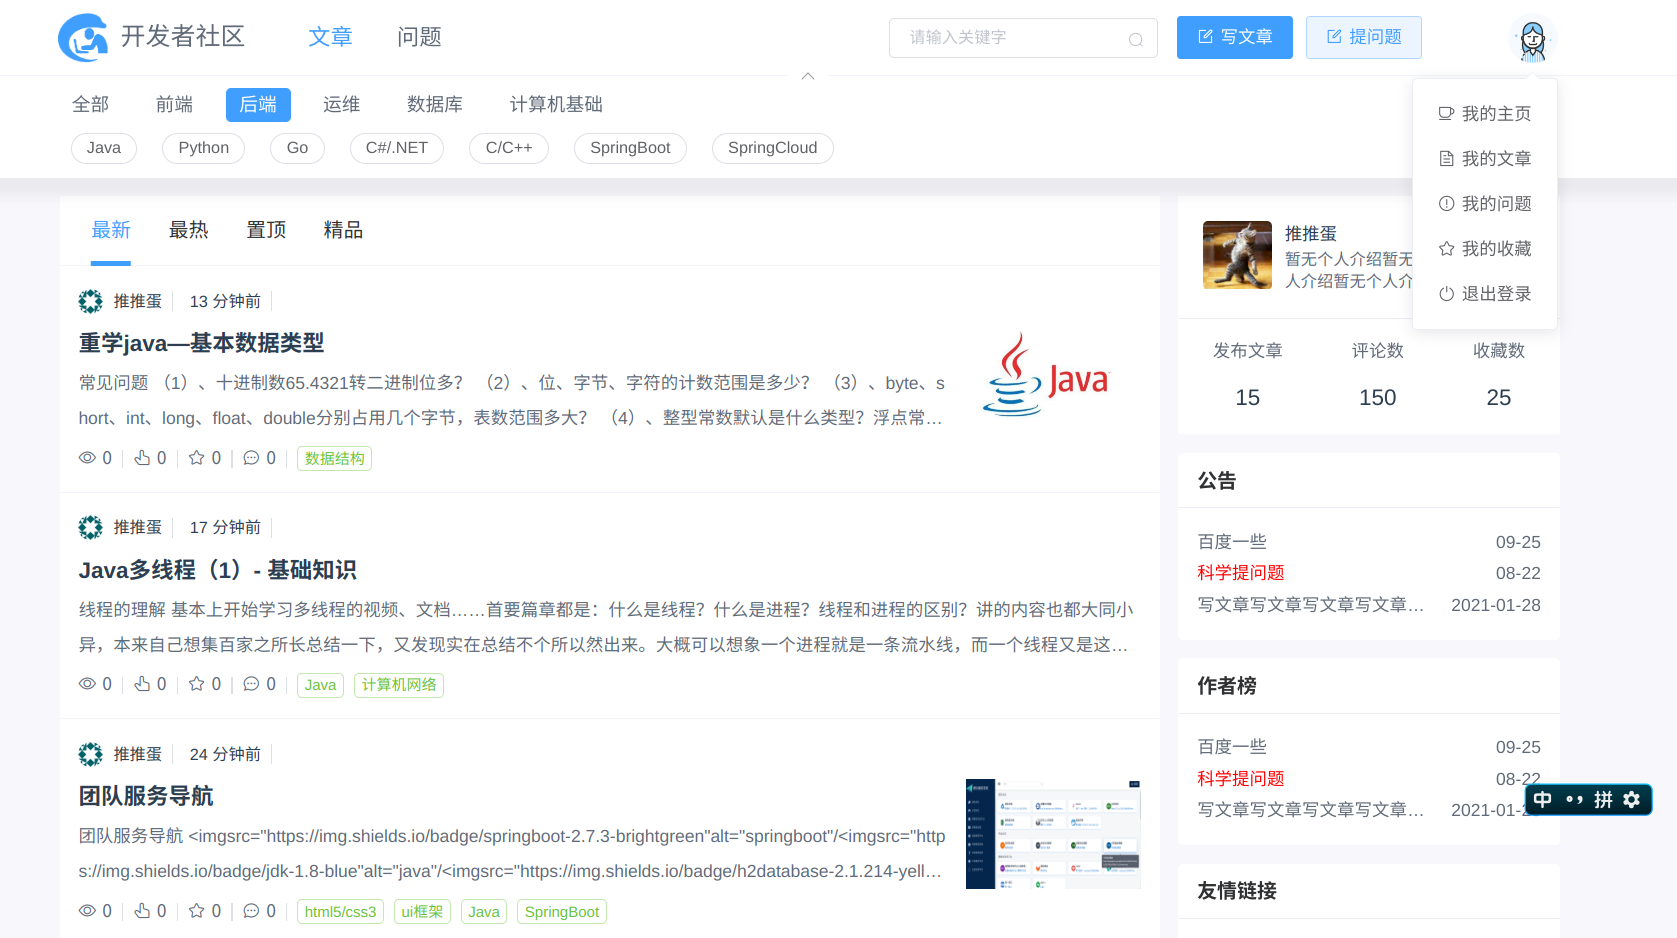 开发者社区
文章
问题
请输入关键字
写文章
提问题
全部
前端
后端
运维
数据库
计算机基础
Java
Python
Go
C#/.NET
C/C++
SpringBoot
SpringCloud
我的主页
我的文章
我的问题
我的收藏
退出登录
最新
最热
置顶
精品
推推蛋
13 分钟前
重学java—基本数据类型
常见问题 （1）、十进制数65.4321转二进制位多？ （2）、位、字节、字符的计数范围是多少？ （3）、byte、s
hort、int、long、float、double分别占用几个字节，表数范围多大？ （4）、整型常数默认是什么类型？浮点常…
0
0
0
0
数据结构
Java
推推蛋
17 分钟前
Java多线程（1）- 基础知识
线程的理解 基本上开始学习多线程的视频、文档……首要篇章都是：什么是线程？什么是进程？线程和进程的区别？讲的内容也都大同小
异，本来自己想集百家之所长总结一下，又发现实在总结不个所以然出来。大概可以想象一个进程就是一条流水线，而一个线程又是这…
0
0
0
0
Java
计算机网络
推推蛋
24 分钟前
团队服务导航
团队服务导航 <imgsrc="https://img.shields.io/badge/springboot-2.7.3-brightgreen"alt="springboot"/<imgsrc="http
s://img.shields.io/badge/jdk-1.8-blue"alt="java"/<imgsrc="https://img.shields.io/badge/h2database-2.1.214-yell…
0
0
0
0
html5/css3
ui框架
Java
SpringBoot
推推蛋
暂无个人介绍暂无
人介绍暂无个人介
发布文章
评论数
收藏数
15
150
25
公告
百度一些
09-25
科学提问题
08-22
写文章写文章写文章写文章…
2021-01-28
作者榜
百度一些
09-25
科学提问题
08-22
写文章写文章写文章写文章…
2021-01-
中
拼
友情链接